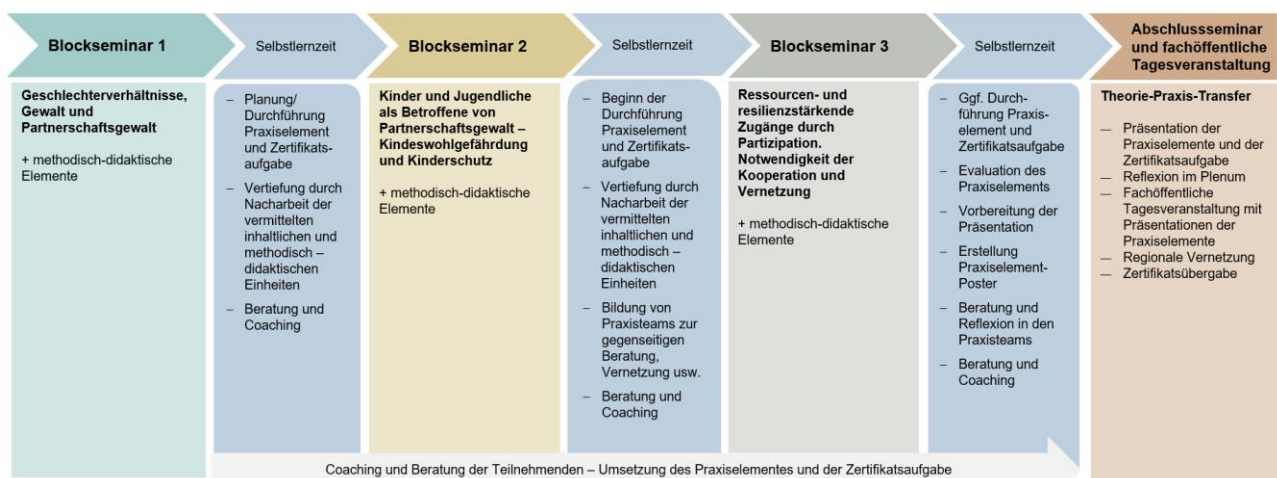 Blockseminar 1
Selbstlernzeit
Blockseminar 2
Selbstlernzeit
Blockseminar 3
Selbstlernzeit
Abschlussseminar
und fachöffentliche
Tagesveranstaltung
Geschlechterverhältnisse,
Gewalt und
Partnerschaftsgewalt
+ methodisch-didaktische
Elemente
– Planung/
Durchführung
Praxiselement
und Zertifikats-
aufgabe
– Vertiefung durch
Nacharbeit der
vermittelten
inhaltlichen und
methodisch –
didaktischen
Einheiten
– Beratung und
Coaching
Kinder und Jugendliche
als Betroffene von
Partnerschaftsgewalt –
Kindeswohlgefährdung
und Kinderschutz
+ methodisch-didaktische
Elemente
– Beginn der
Durchführung
Praxiselement
und Zertifikats-
aufgabe
– Vertiefung durch
Nacharbeit der
vermittelten
inhaltlichen und
methodisch –
didaktischen
Einheiten
– Bildung von
Praxisteams zur
gegenseitigen
Beratung,
Vernetzung usw.
– Beratung und
Coaching
Ressourcen- und
resilienzstärkende
Zugänge durch
Partizipation.
Notwendigkeit der
Kooperation und
Vernetzung
+ methodisch-didaktische
Elemente
– Ggf. Durch-
führung Praxis-
element und
Zertifikatsaufgabe
– Evaluation des
Praxiselements
– Vorbereitung der
Präsentation
– Erstellung
Praxiselement-
Poster
– Beratung und
Reflexion in den
Praxisteams
– Beratung und
Coaching
Theorie-Praxis-Transfer
— Präsentation der
Praxiselemente und der
Zertifikatsaufgabe
— Reflexion im Plenum
— Fachöffentliche
Tagesveranstaltung mit
Präsentationen der
Praxiselemente
— Regionale Vernetzung
— Zertifikatsübergabe
Coaching und Beratung der Teilnehmenden – Umsetzung des Praxiselementes und der Zertifikatsaufgabe